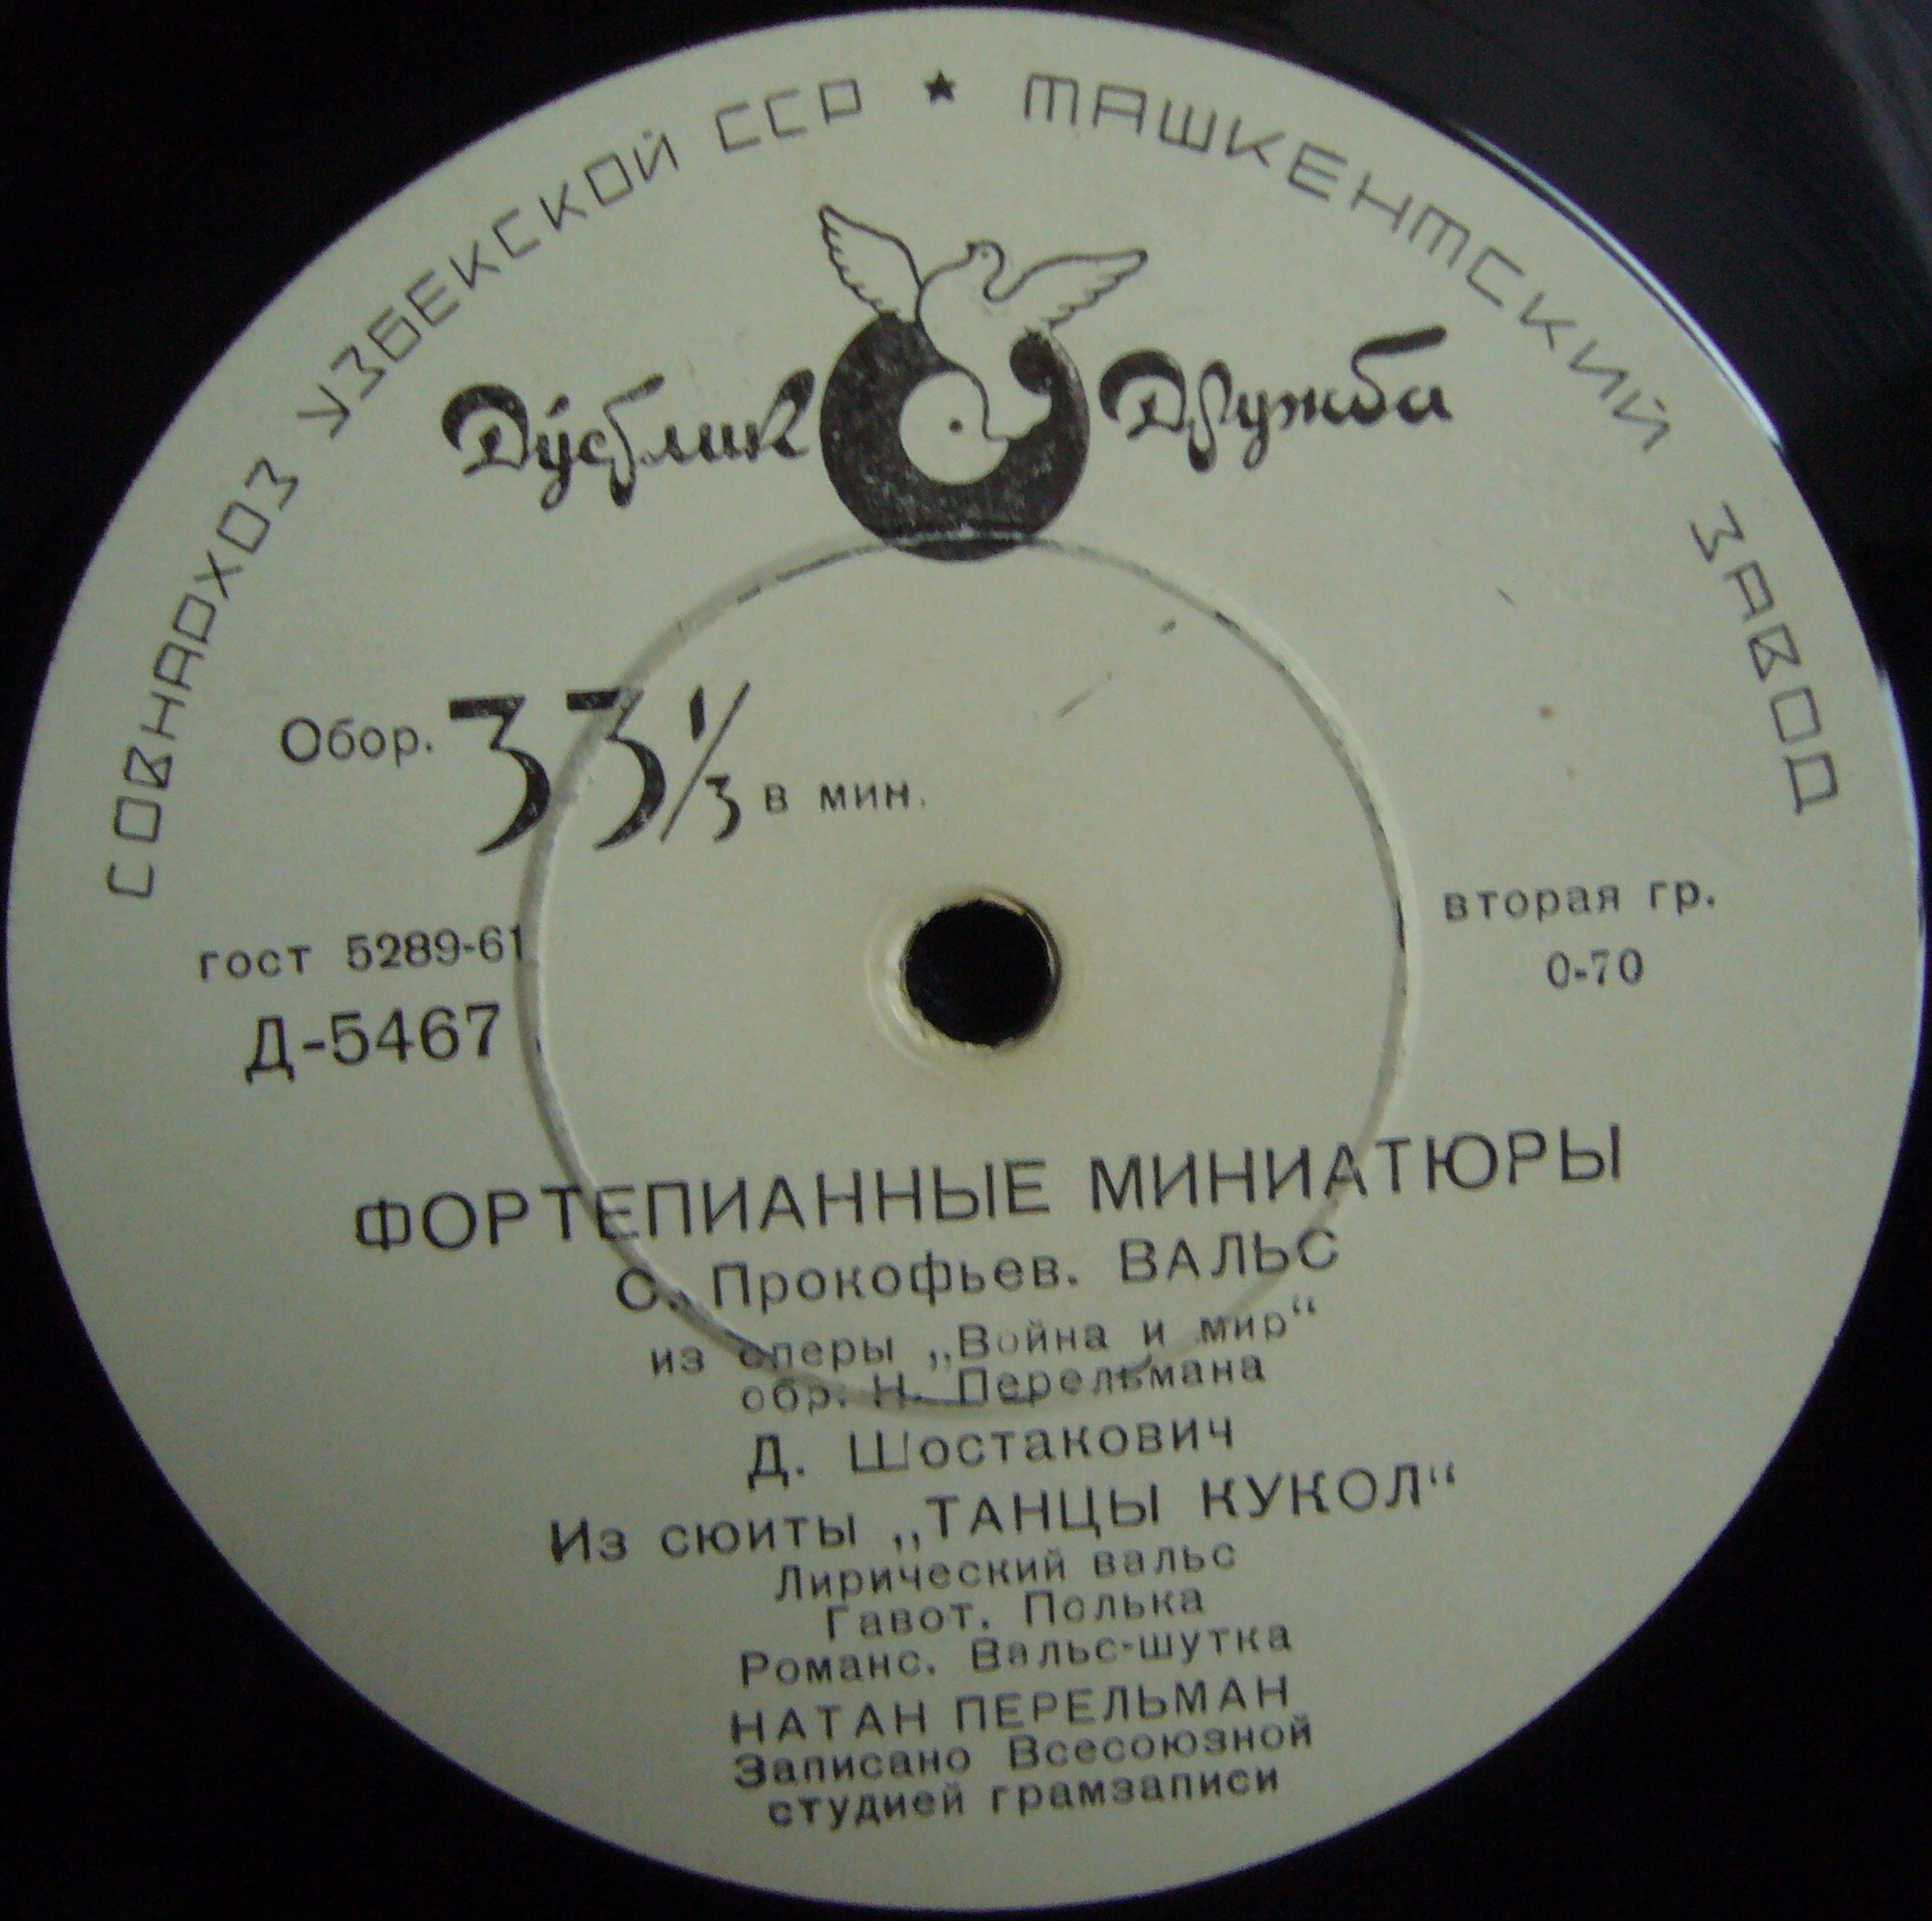 СОВНАРХОЗ УЗБЕКСКОЙ ССР ★ ТАШКЕНТСКИЙ ЗАВОД
Дўстлик Дружба
Обор. 33 1/3 в мин.
гост 5289-61
Д-5467
вторая гр.
0-70
ФОРТЕПИАННЫЕ МИНИАТЮРЫ
С. Прокофьев. ВАЛЬС
из оперы „Война и мир“
обр. Н. Перельмана
Д. Шостакович
Из сюиты „ТАНЦЫ КУКОЛ“
Лирический вальс
Гавот. Полька
Романс. Вальс-шутка
НАТАН ПЕРЕЛЬМАН
Записано Всесоюзной
студией грамзаписи